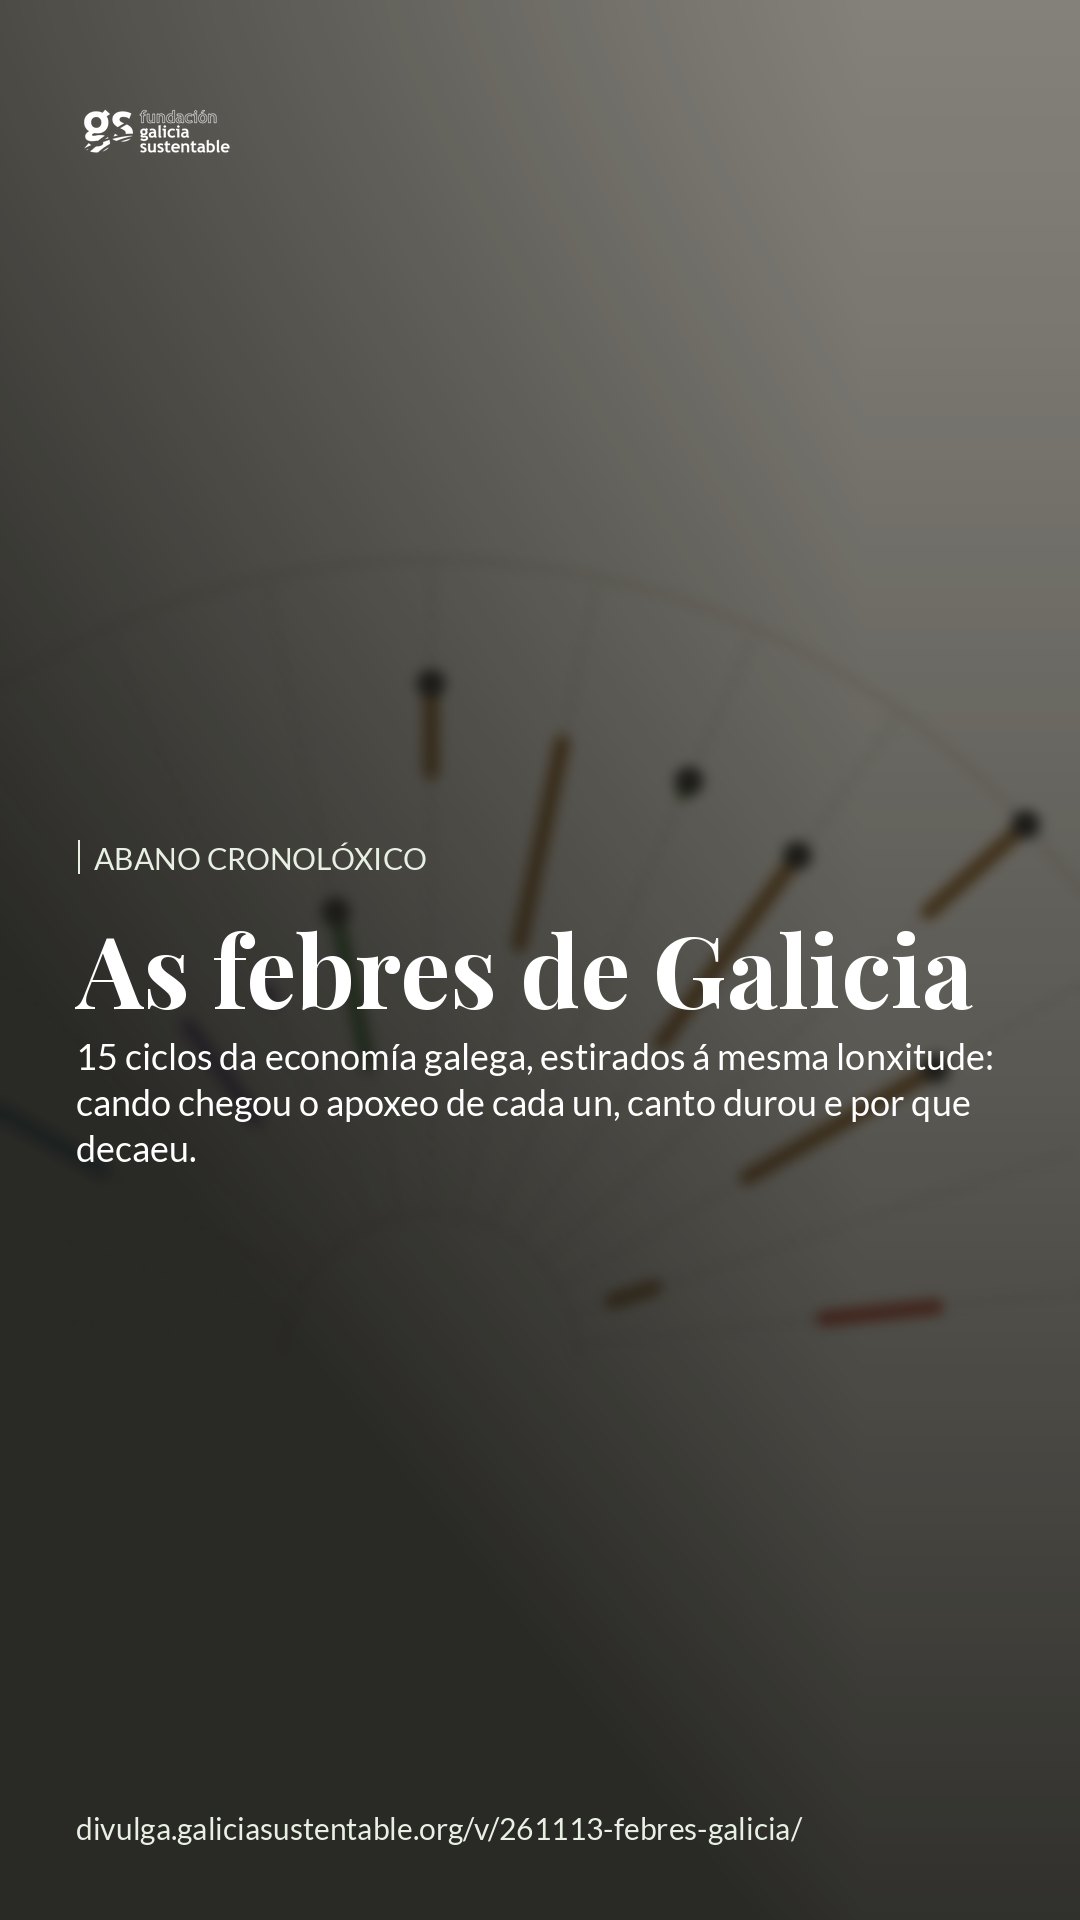 gs fundación
galicia
sustentable
ABANO CRONOLÓXICO
As febres de Galicia
15 ciclos da economía galega, estirados á mesma lonxitude:
cando chegou o apoxeo de cada un, canto durou e por que
decaeu.
divulga.galiciasustentable.org/v/261113-febres-galicia/